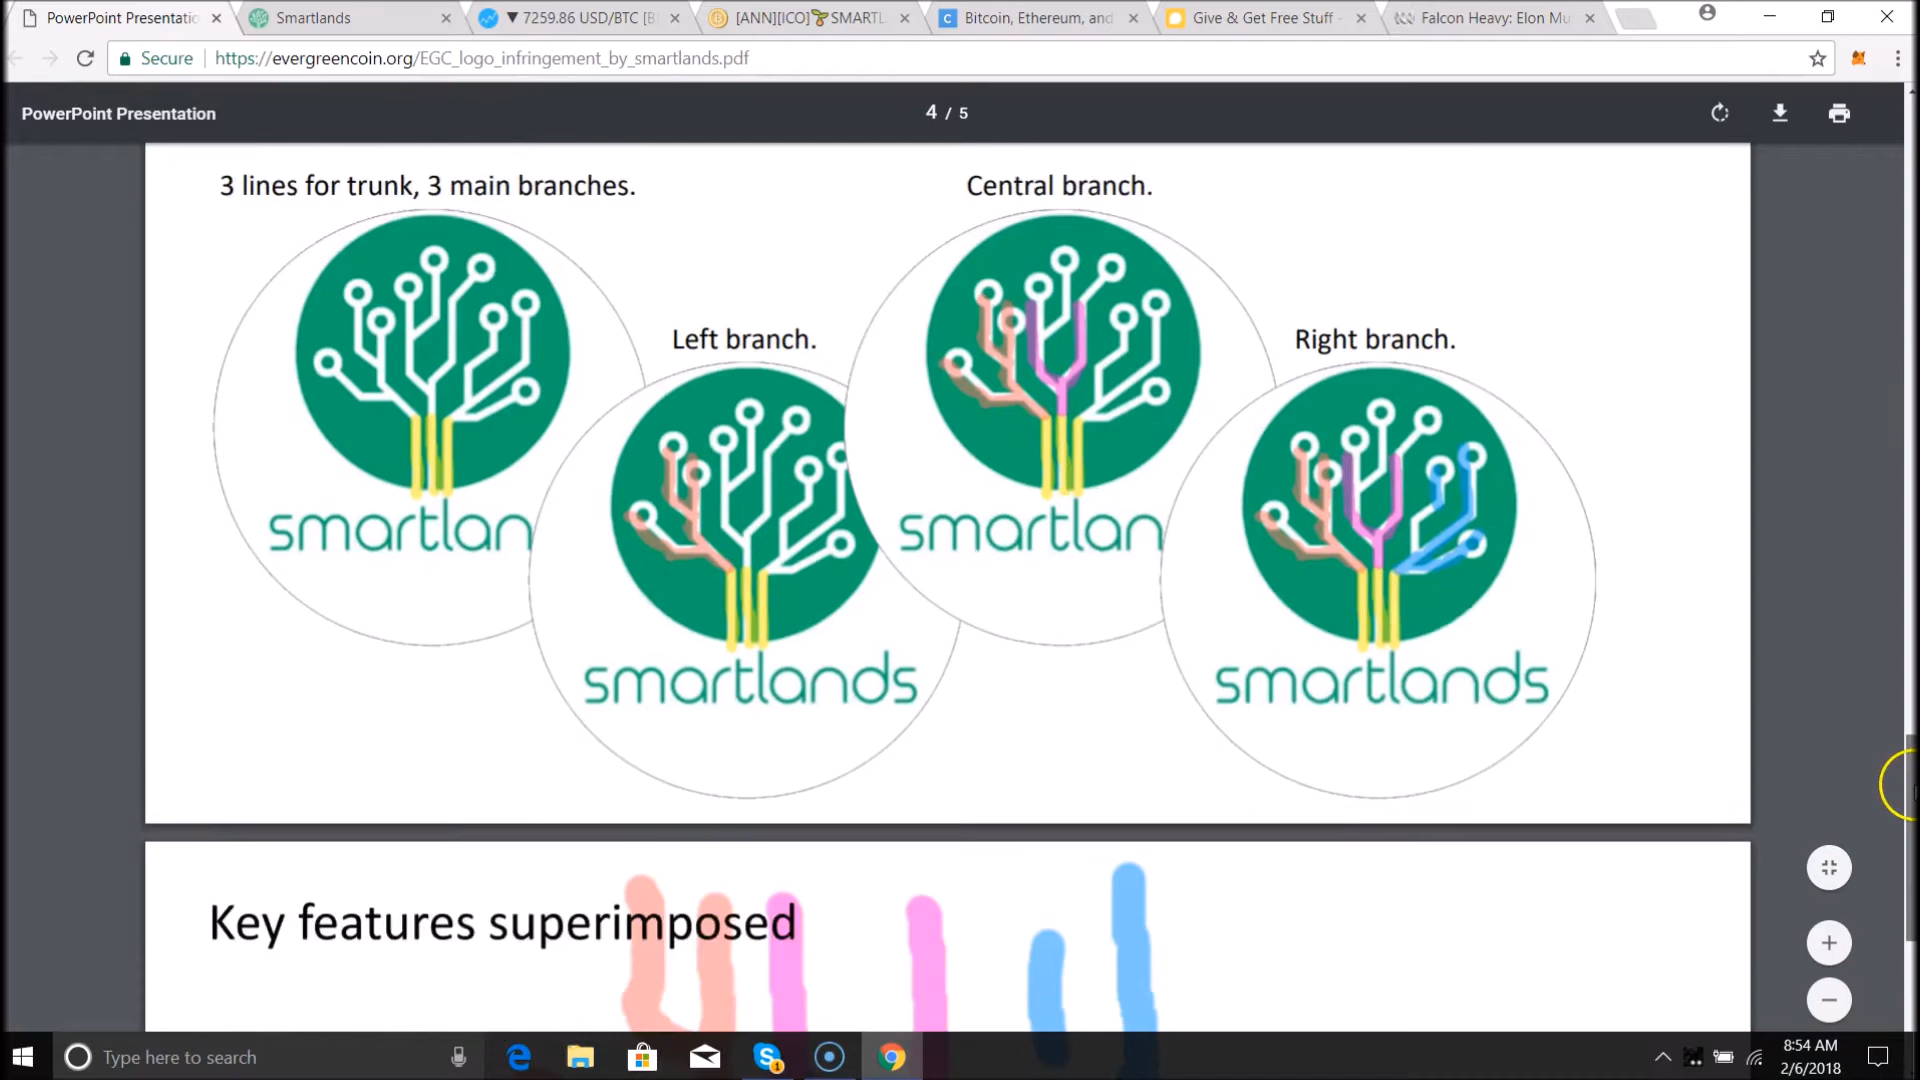 PowerPoint Presentatio
Smartlands
▼ 7259.86 USD/BTC [B
[ANN][ICO]🌱SMARTL
Bitcoin, Ethereum, and
Give & Get Free Stuff -
Falcon Heavy: Elon Mu
Secure
https://evergreencoin.org/EGC_logo_infringement_by_smartlands.pdf
PowerPoint Presentation
4 / 5
3 lines for trunk, 3 main branches.
Central branch.
Left branch.
Right branch.
smartlan
smartlan
smartlands
smartlands
Key features superimposed
Type here to search
8:54 AM
2/6/2018